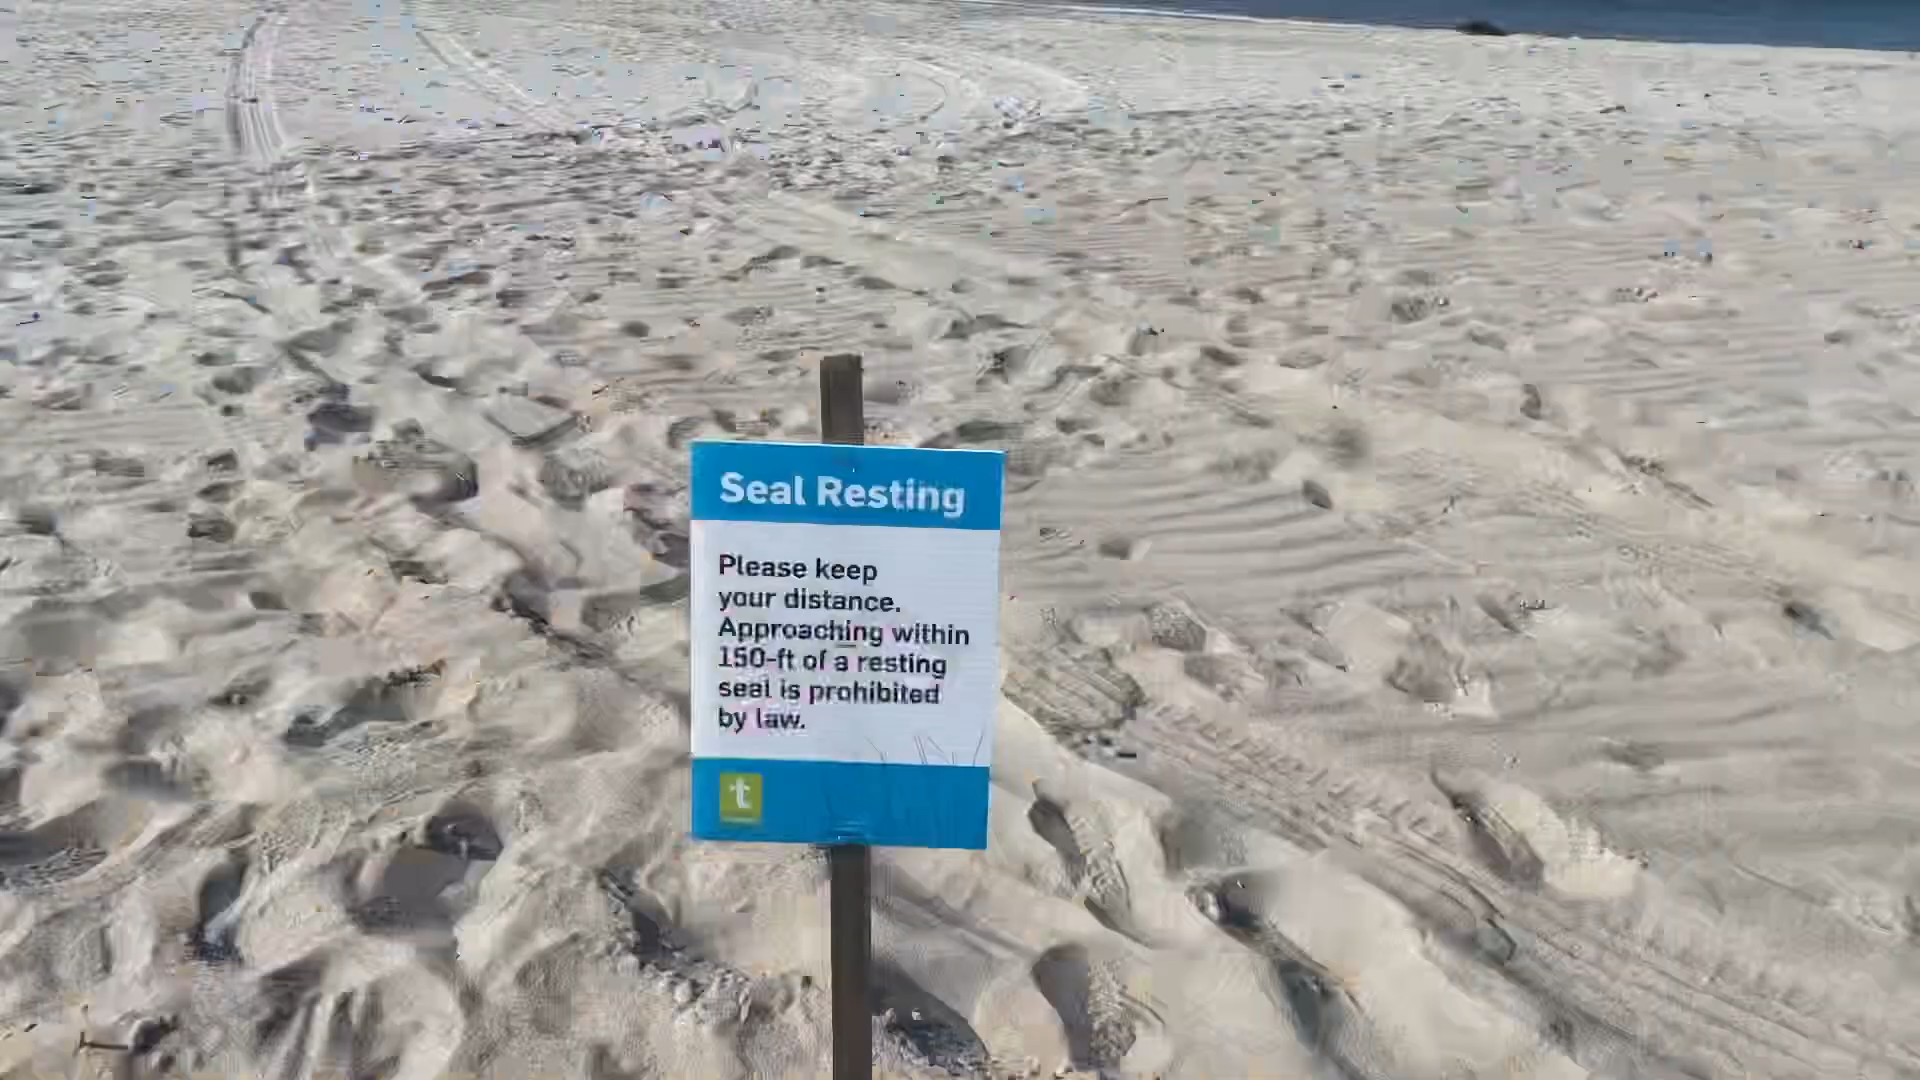 Seal Resting
Please keep
your distance.
Approaching within
150-ft of a resting
seal is prohibited
by law.
t